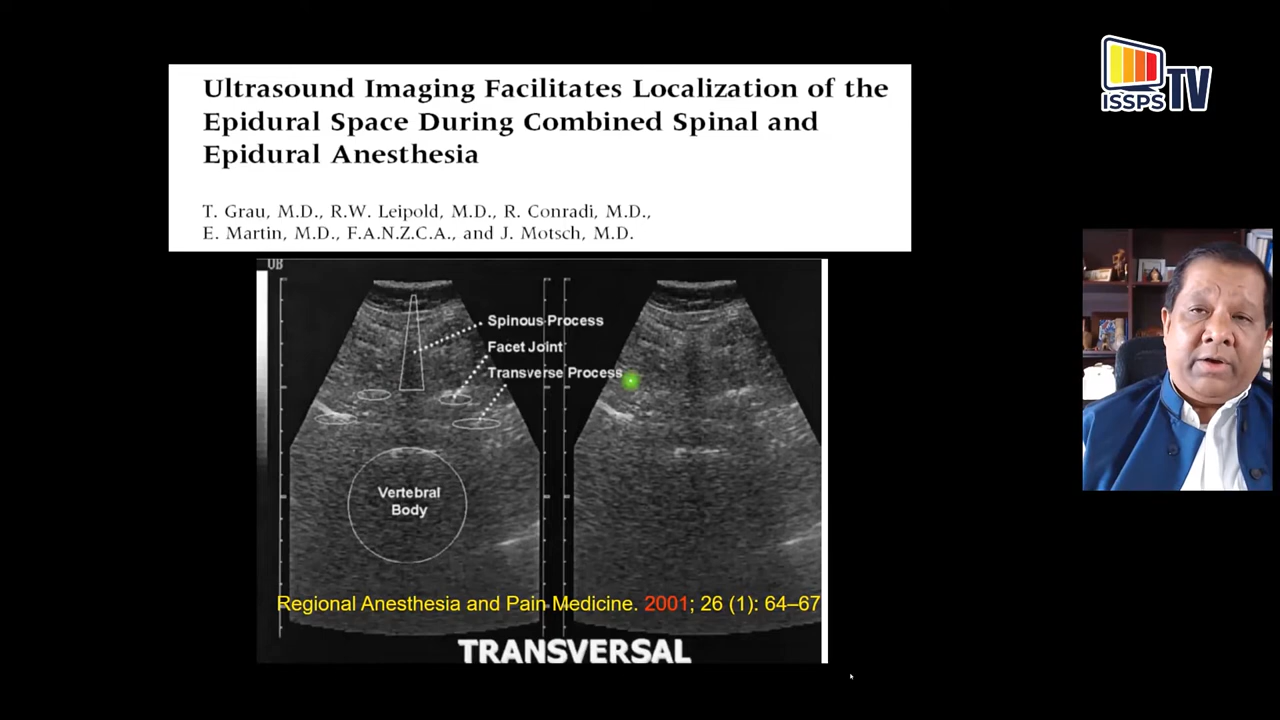 Ultrasound Imaging Facilitates Localization of the
Epidural Space During Combined Spinal and
Epidural Anesthesia
T. Grau, M.D., R.W. Leipold, M.D., R. Conradi, M.D.,
E. Martin, M.D., F.A.N.Z.C.A., and J. Motsch, M.D.
ISSPS TV
UB
Spinous Process
Facet Joint
Transverse Process
Vertebral
Body
Regional Anesthesia and Pain Medicine. 2001; 26 (1): 64–67
TRANSVERSAL